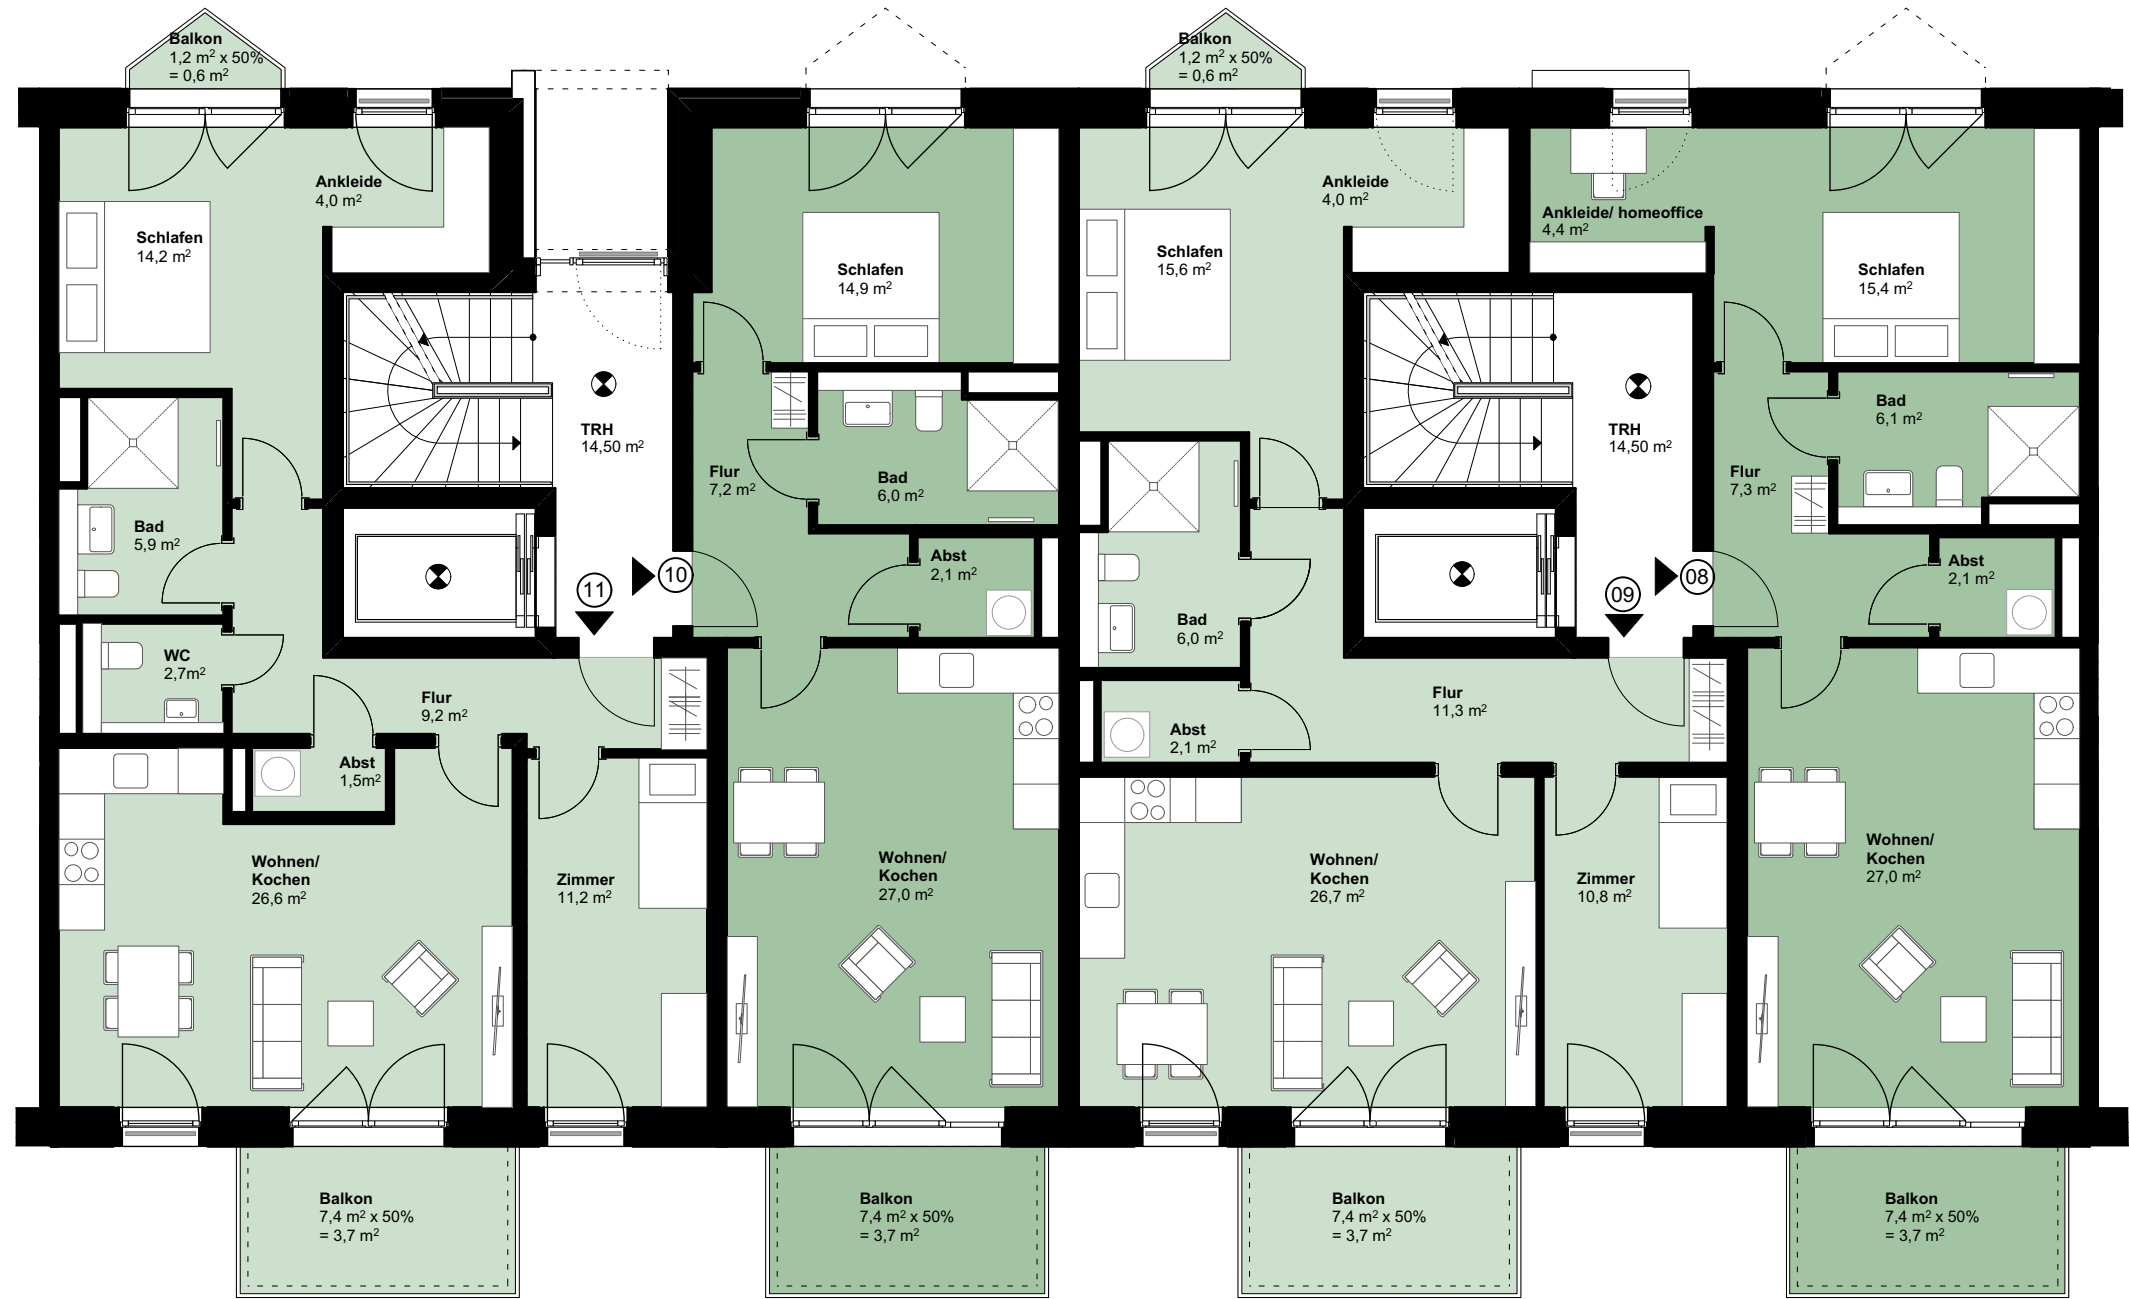 Balkon
1,2 m² x 50%
= 0,6 m²
Balkon
1,2 m² x 50%
= 0,6 m²
Ankleide
4,0 m²
Schlafen
14,2 m²
Schlafen
14,9 m²
Ankleide
4,0 m²
Schlafen
15,6 m²
Ankleide/ homeoffice
4,4 m²
Schlafen
15,4 m²
TRH
14,50 m²
Flur
7,2 m²
Bad
6,0 m²
TRH
14,50 m²
Flur
7,3 m²
Bad
6,1 m²
Bad
5,9 m²
11
10
Abst
2,1 m²
Bad
6,0 m²
09
08
Abst
2,1 m²
WC
2,7m²
Flur
9,2 m²
Abst
1,5m²
Abst
2,1 m²
Flur
11,3 m²
Wohnen/
Kochen
26,6 m²
Zimmer
11,2 m²
Wohnen/
Kochen
27,0 m²
Wohnen/
Kochen
26,7 m²
Zimmer
10,8 m²
Wohnen/
Kochen
27,0 m²
Balkon
7,4 m² x 50%
= 3,7 m²
Balkon
7,4 m² x 50%
= 3,7 m²
Balkon
7,4 m² x 50%
= 3,7 m²
Balkon
7,4 m² x 50%
= 3,7 m²